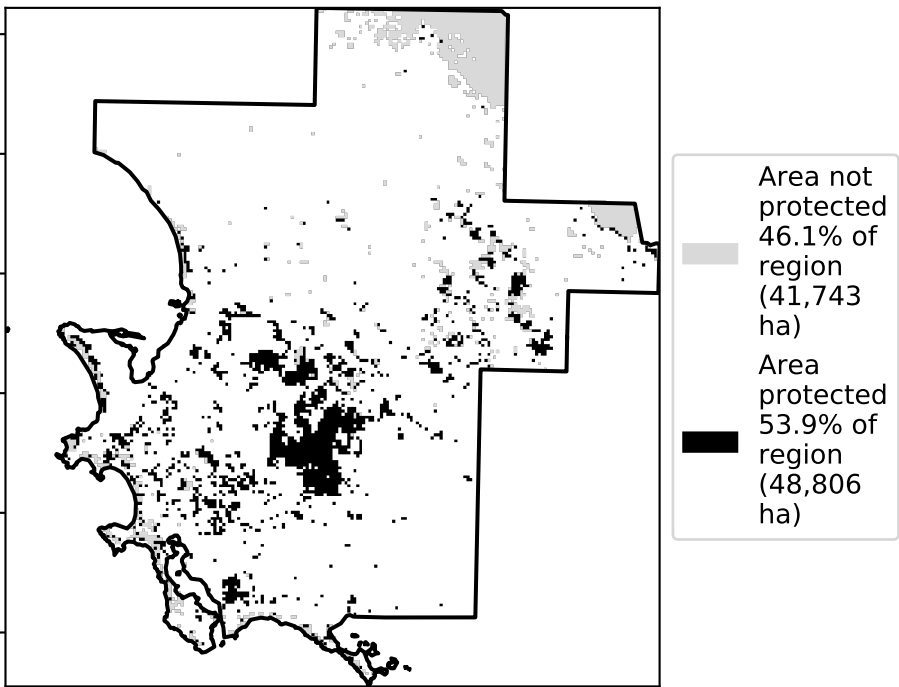 Area not
protected
46.1% of
region
(41,743
ha)
Area
protected
53.9% of
region
(48,806
ha)